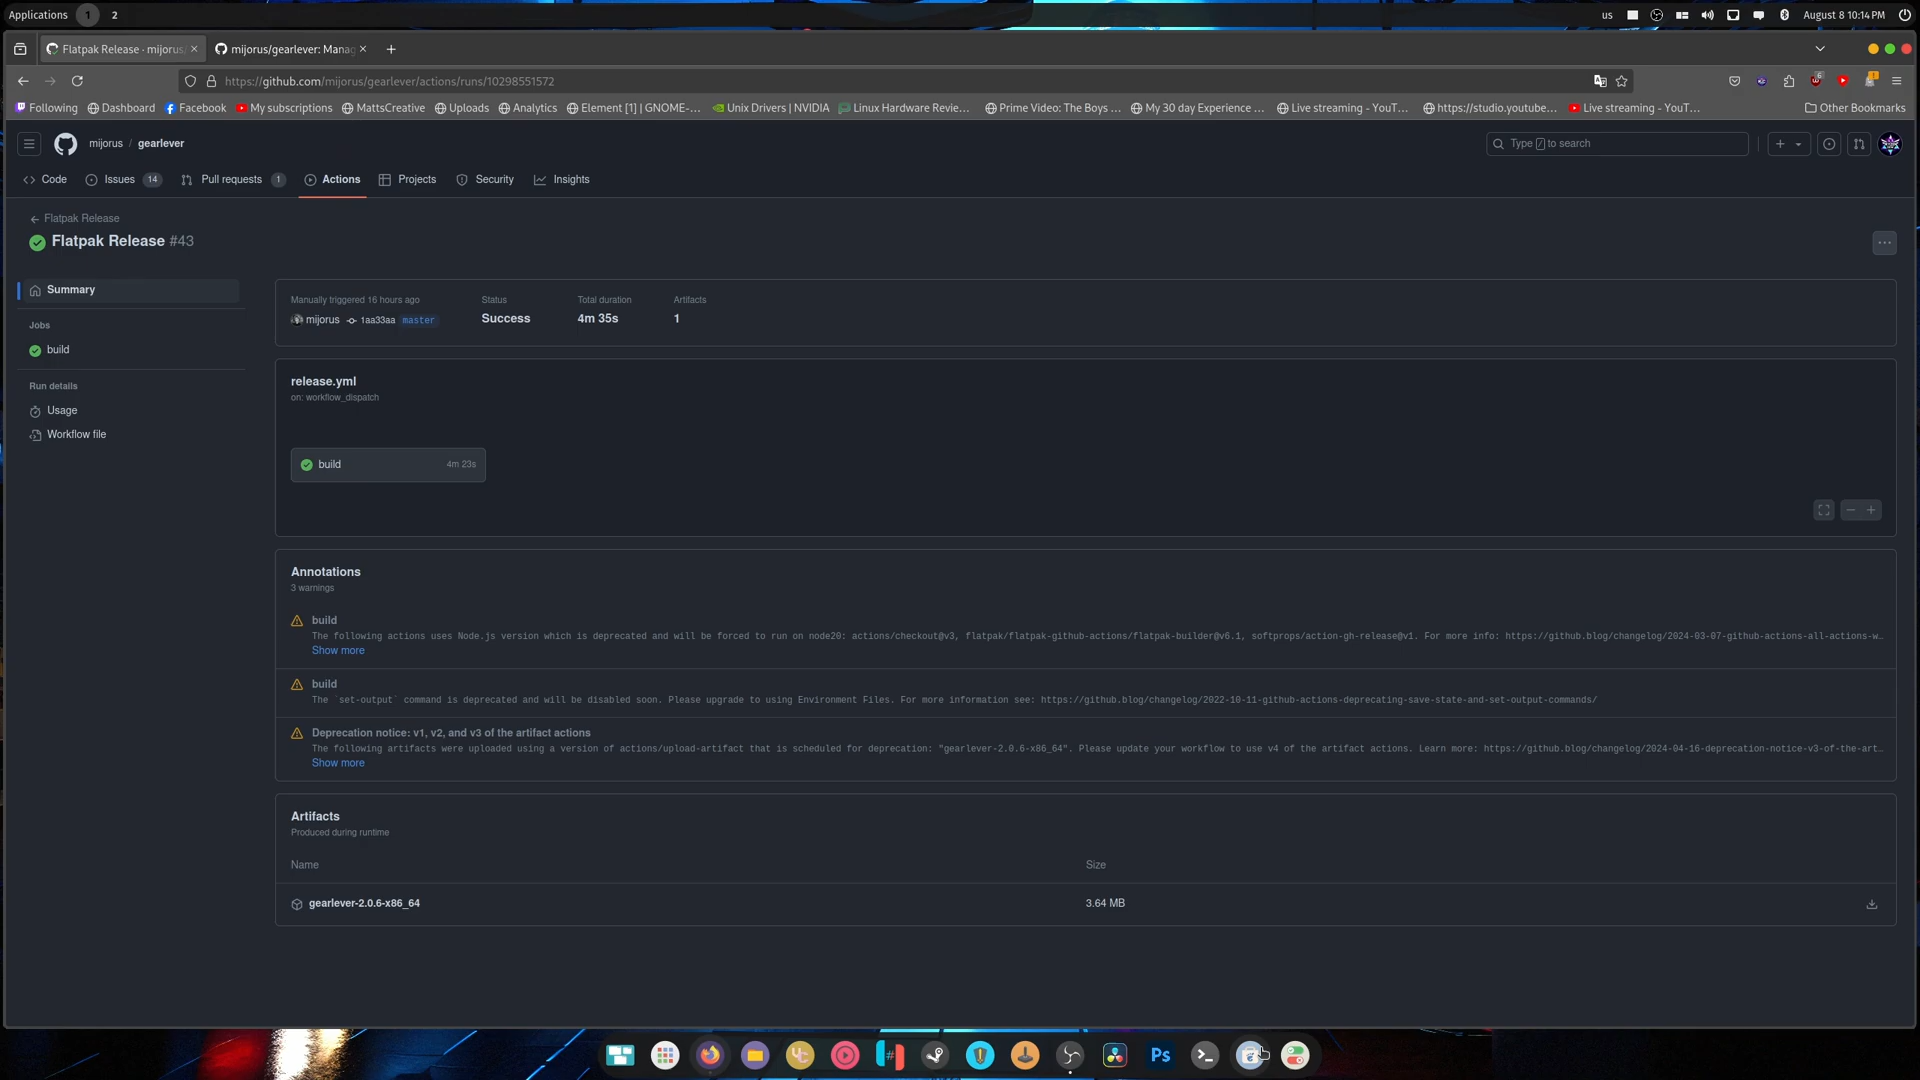 Applications 1 2
us August 8 10:14 PM
Flatpak Release · mijorus/
mijorus/gearlever: Manag
https://github.com/mijorus/gearlever/actions/runs/10298551572
6
Following Dashboard Facebook My subscriptions MattsCreative Uploads Analytics Element [1] | GNOME-... Unix Drivers | NVIDIA Linux Hardware Revie... Prime Video: The Boys ... My 30 day Experience ... Live streaming - YouT... https://studio.youtube... Live streaming - YouT... Other Bookmarks
mijorus / gearlever
Type / to search
Code Issues 14 Pull requests 1 Actions Projects Security Insights
Flatpak Release
Flatpak Release #43
Summary
Jobs
build
Run details
Usage
Workflow file
Manually triggered 16 hours ago Status Total duration Artifacts
mijorus 1aa33aa master Success 4m 35s 1
release.yml
on: workflow_dispatch
build 4m 23s
Annotations
3 warnings
build
The following actions uses Node.js version which is deprecated and will be forced to run on node20: actions/checkout@v3, flatpak/flatpak-github-actions/flatpak-builder@v6.1, softprops/action-gh-release@v1. For more info: https://github.blog/changelog/2024-03-07-github-actions-all-actions-w…
Show more
build
The `set-output` command is deprecated and will be disabled soon. Please upgrade to using Environment Files. For more information see: https://github.blog/changelog/2022-10-11-github-actions-deprecating-save-state-and-set-output-commands/
Deprecation notice: v1, v2, and v3 of the artifact actions
The following artifacts were uploaded using a version of actions/upload-artifact that is scheduled for deprecation: "gearlever-2.0.6-x86_64". Please update your workflow to use v4 of the artifact actions. Learn more: https://github.blog/changelog/2024-04-16-deprecation-notice-v3-of-the-art…
Show more
Artifacts
Produced during runtime
Name Size
gearlever-2.0.6-x86_64 3.64 MB
Ps